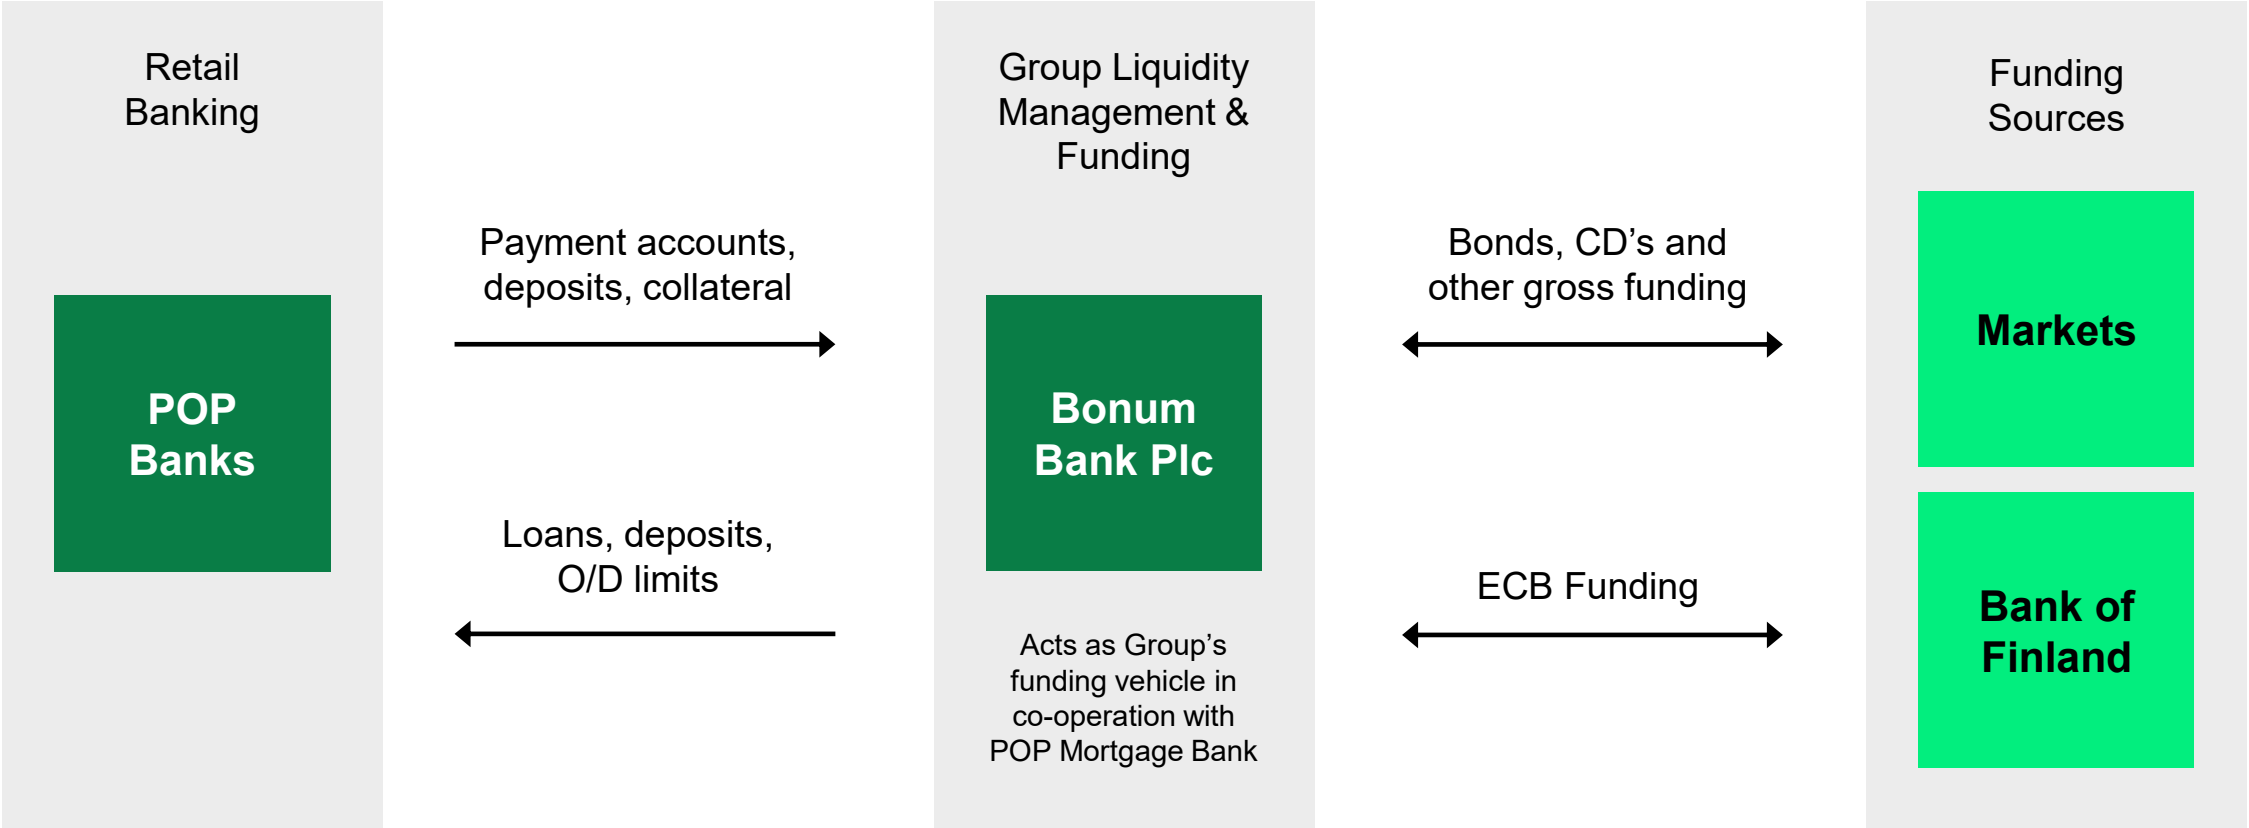 Retail
Banking
POP
Banks
Payment accounts,
deposits, collateral
Loans, deposits,
O/D limits
Group Liquidity
Management &
Funding
Bonum
Bank Plc
Acts as Group’s
funding vehicle in
co-operation with
POP Mortgage Bank
Bonds, CD’s and
other gross funding
ECB Funding
Funding
Sources
Markets
Bank of
Finland